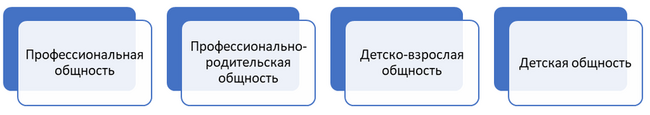 Профессиональная
общность
Профессионально-
родительская
общность
Детско-взрослая
общность
Детская общность